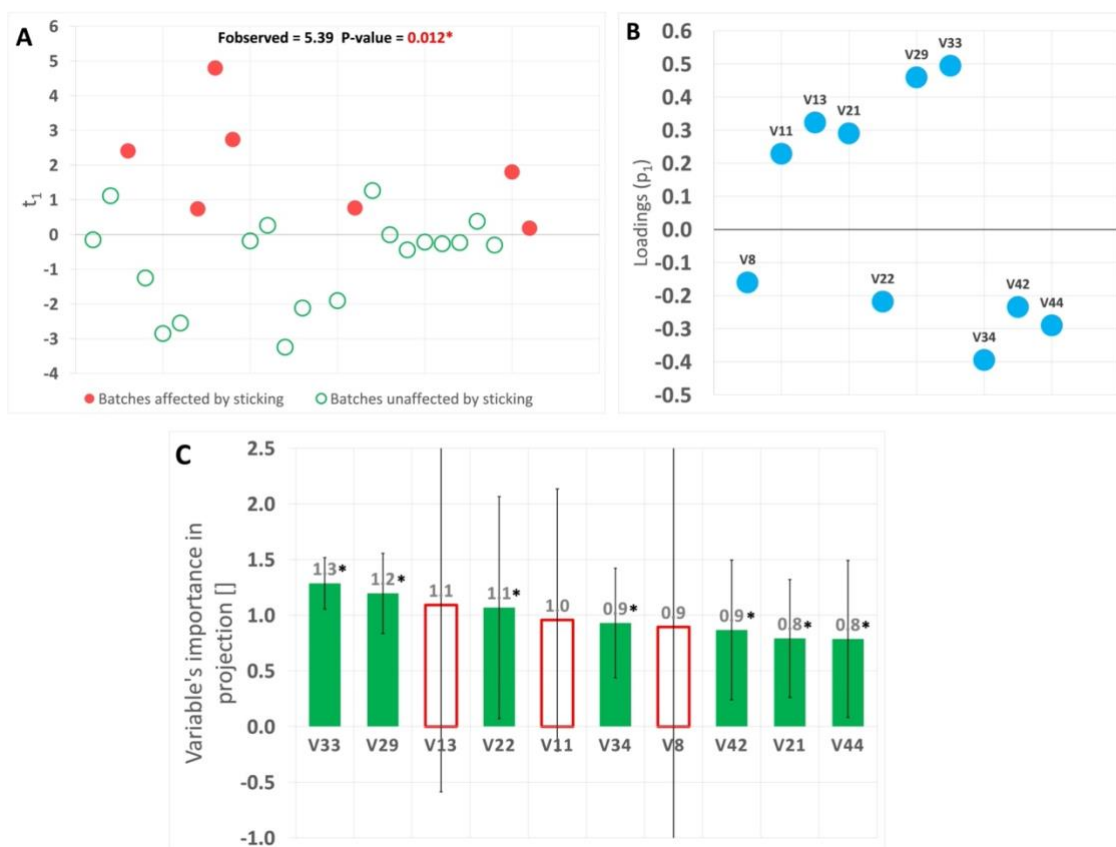 A
Fobserved = 5.39 P-value = 0.012*
6
5
4
3
2
1
0
-1
-2
-3
-4
t1
Batches affected by sticking
Batches unaffected by sticking
B
0.6
0.5
0.4
0.3
0.2
0.1
0.0
-0.1
-0.2
-0.3
-0.4
-0.5
Loadings (p1)
V33
V29
V13
V21
V11
V8
V22
V42
V44
V34
C
2.5
2.0
1.5
1.0
0.5
0.0
-0.5
-1.0
Variable's importance in
projection []
1.3* 1.2* 1.1 1.1* 1.0 0.9* 0.9 0.9* 0.8* 0.8*
V33 V29 V13 V22 V11 V34 V8 V42 V21 V44